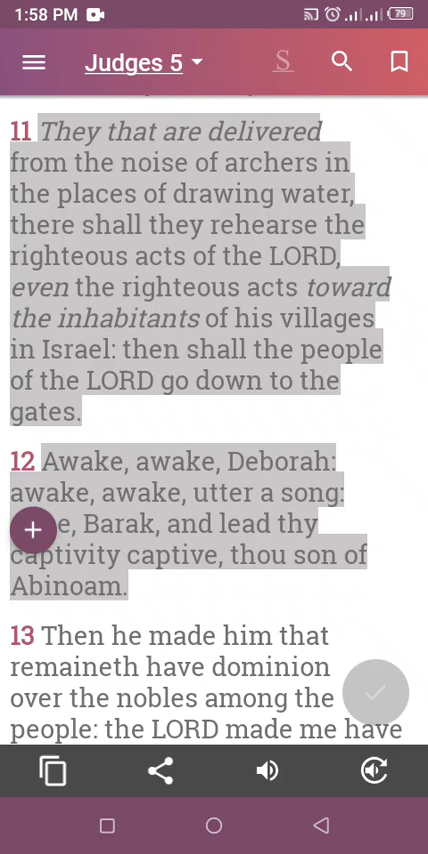 1:58 PM 79
Judges 5 S
11 They that are delivered
from the noise of archers in
the places of drawing water,
there shall they rehearse the
righteous acts of the LORD,
even the righteous acts toward
the inhabitants of his villages
in Israel: then shall the people
of the LORD go down to the
gates.
12 Awake, awake, Deborah:
awake, awake, utter a song:
Barak, and lead thy
captivity captive, thou son of
Abinoam.
13 Then he made him that
remaineth have dominion
over the nobles among the
people: the LORD made me have